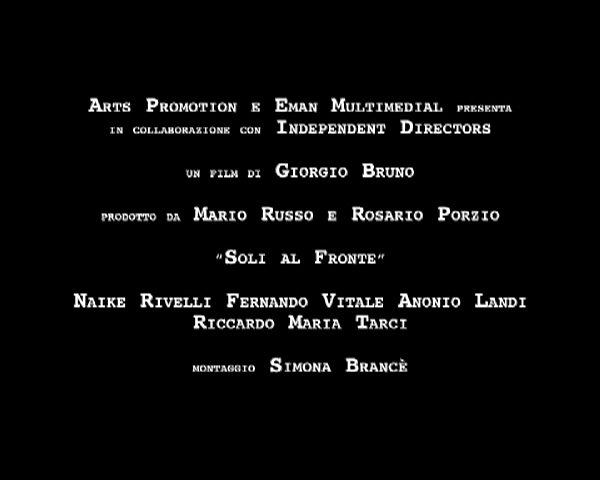 Arts Promotion e Eman Multimedial presenta
in collaborazione con Independent Directors
un film di Giorgio Bruno
prodotto da Mario Russo e Rosario Porzio
"Soli al Fronte"
Naike Rivelli Fernando Vitale Anonio Landi
Riccardo Maria Tarci
montaggio Simona Brancè